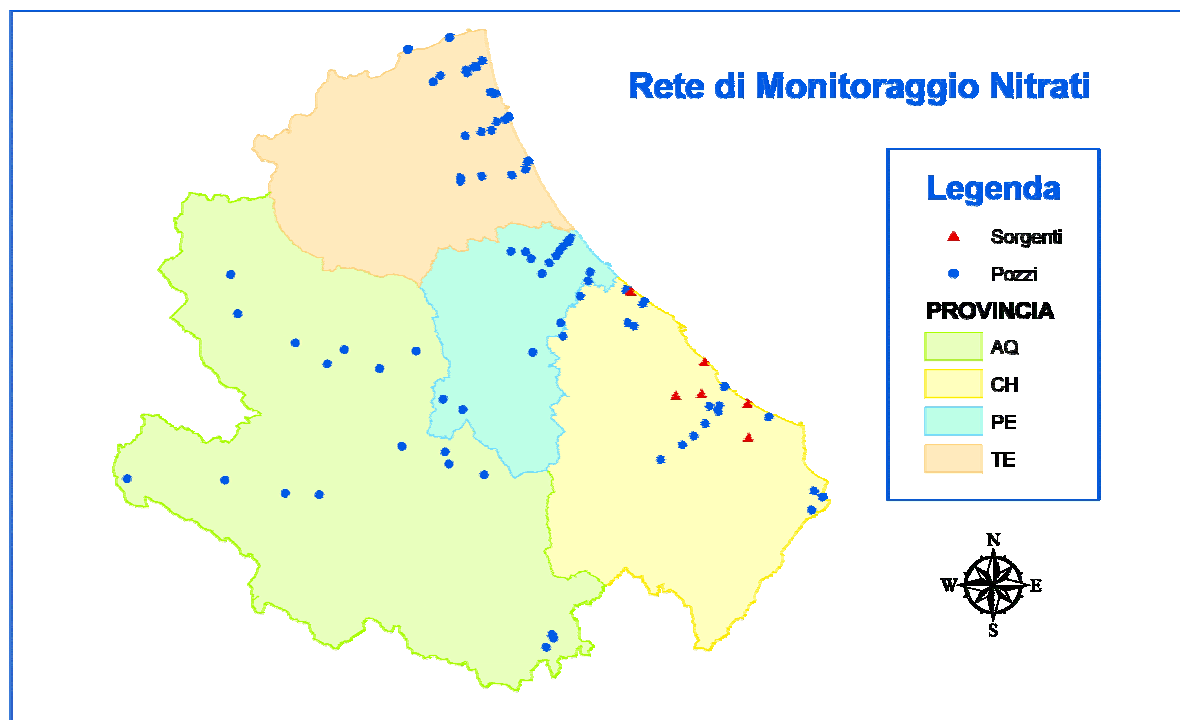 Rete di Monitoraggio Nitrati
Legenda
Sorgenti
Pozzi
PROVINCIA
AQ
CH
PE
TE
N
W E
S